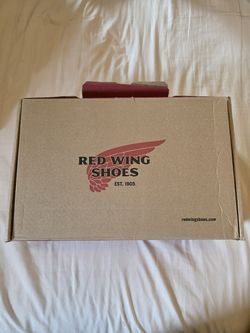 RED WING
SHOES
EST. 1905
redwingshoes.com